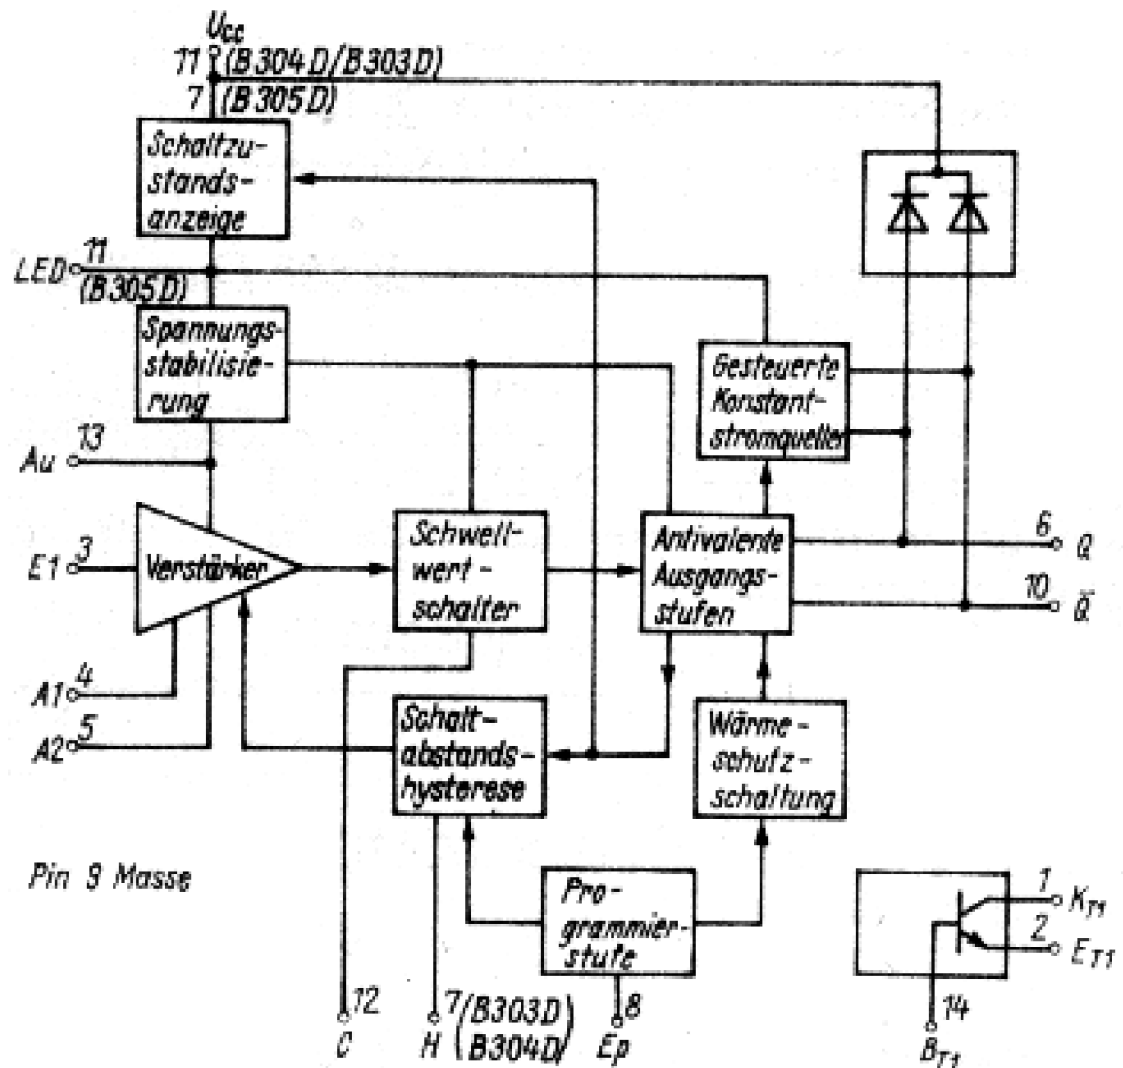 Ucc
11 (B304D/B303D)
7 (B305D)
Schaltzu-
stands-
anzeige
LED 11
(B305D)
Spannungs-
stabilisie-
rung
Gesteuerte
Konstant-
stromquellen
Au 13
E1 3
Verstärker
Schwell-
wert-
schalter
Antivalente
Ausgangs-
stufen
6 Q
10 Q̅
A1 4
A2 5
Schalt-
abstands-
hysterese
Wärme-
schutz-
schaltung
Pin 9 Masse
Pro-
grammier-
stufe
1 KT1
2 ET1
12
C
7 (B303D)
H (B304D)
8
Ep
14
BT1